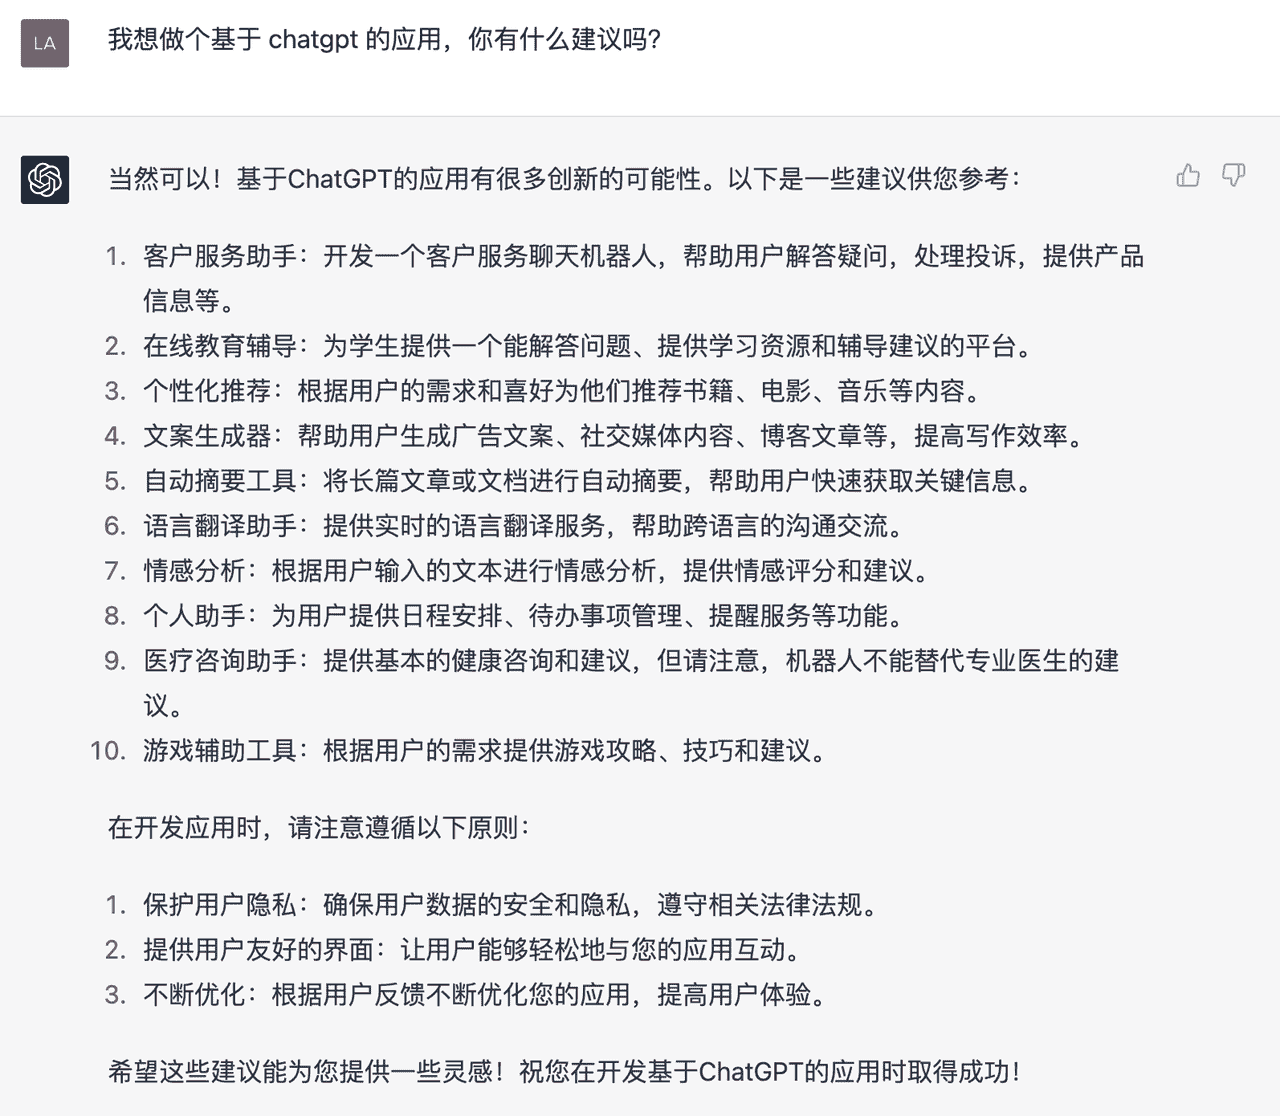 LA
我想做个基于 chatgpt 的应用，你有什么建议吗？
当然可以！基于ChatGPT的应用有很多创新的可能性。以下是一些建议供您参考：
1. 客户服务助手：开发一个客户服务聊天机器人，帮助用户解答疑问，处理投诉，提供产品
信息等。
2. 在线教育辅导：为学生提供一个能解答问题、提供学习资源和辅导建议的平台。
3. 个性化推荐：根据用户的需求和喜好为他们推荐书籍、电影、音乐等内容。
4. 文案生成器：帮助用户生成广告文案、社交媒体内容、博客文章等，提高写作效率。
5. 自动摘要工具：将长篇文章或文档进行自动摘要，帮助用户快速获取关键信息。
6. 语言翻译助手：提供实时的语言翻译服务，帮助跨语言的沟通交流。
7. 情感分析：根据用户输入的文本进行情感分析，提供情感评分和建议。
8. 个人助手：为用户提供日程安排、待办事项管理、提醒服务等功能。
9. 医疗咨询助手：提供基本的健康咨询和建议，但请注意，机器人不能替代专业医生的建
议。
10. 游戏辅助工具：根据用户的需求提供游戏攻略、技巧和建议。
在开发应用时，请注意遵循以下原则：
1. 保护用户隐私：确保用户数据的安全和隐私，遵守相关法律法规。
2. 提供用户友好的界面：让用户能够轻松地与您的应用互动。
3. 不断优化：根据用户反馈不断优化您的应用，提高用户体验。
希望这些建议能为您提供一些灵感！祝您在开发基于ChatGPT的应用时取得成功！